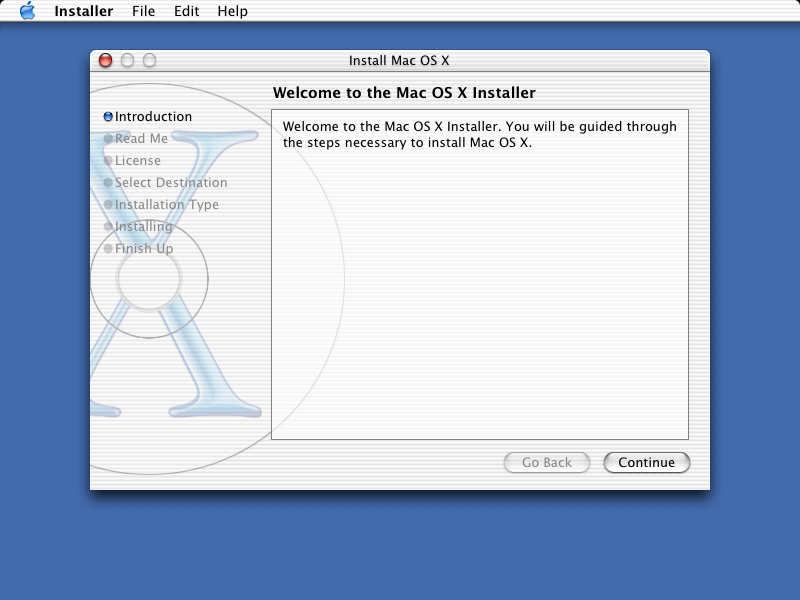 Installer File Edit Help
Install Mac OS X
Welcome to the Mac OS X Installer
Introduction
Read Me
License
Select Destination
Installation Type
Installing
Finish Up
Welcome to the Mac OS X Installer. You will be guided through
the steps necessary to install Mac OS X.
Go Back Continue